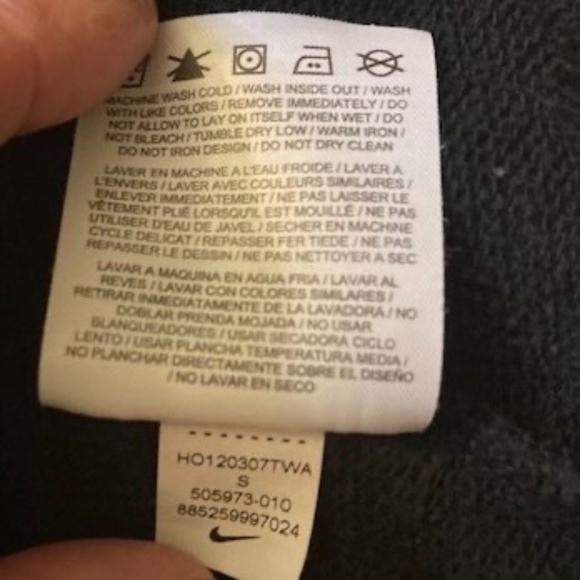 MACHINE WASH COLD / WASH INSIDE OUT / WASH
WITH LIKE COLORS / REMOVE IMMEDIATELY / DO
NOT ALLOW TO LAY ON ITSELF WHEN WET / DO
NOT BLEACH / TUMBLE DRY LOW / WARM IRON /
DO NOT IRON DESIGN / DO NOT DRY CLEAN
LAVER EN MACHINE A L'EAU FROIDE / LAVER A
L'ENVERS / LAVER AVEC COULEURS SIMILAIRES /
ENLEVER IMMEDIATEMENT / NE PAS LAISSER LE
VÊTEMENT PLIÉ LORSQU'IL EST MOUILLÉ / NE PAS
UTILISER D'EAU DE JAVEL / SECHER EN MACHINE
CYCLE DELICAT / REPASSER FER TIEDE / NE PAS
REPASSER LE DESSIN / NE PAS NETTOYER A SEC
LAVAR A MAQUINA EN AGUA FRIA / LAVAR AL
REVES / LAVAR CON COLORES SIMILARES /
RETIRAR INMEDIATAMENTE DE LA LAVADORA / NO
DOBLAR PRENDA MOJADA / NO USAR
BLANQUEADORES / USAR SECADORA CICLO
LENTO / USAR PLANCHA TEMPERATURA MEDIA /
NO PLANCHAR DIRECTAMENTE SOBRE EL DISEÑO
/ NO LAVAR EN SECO
HO120307TWA
S
505973-010
885259997024